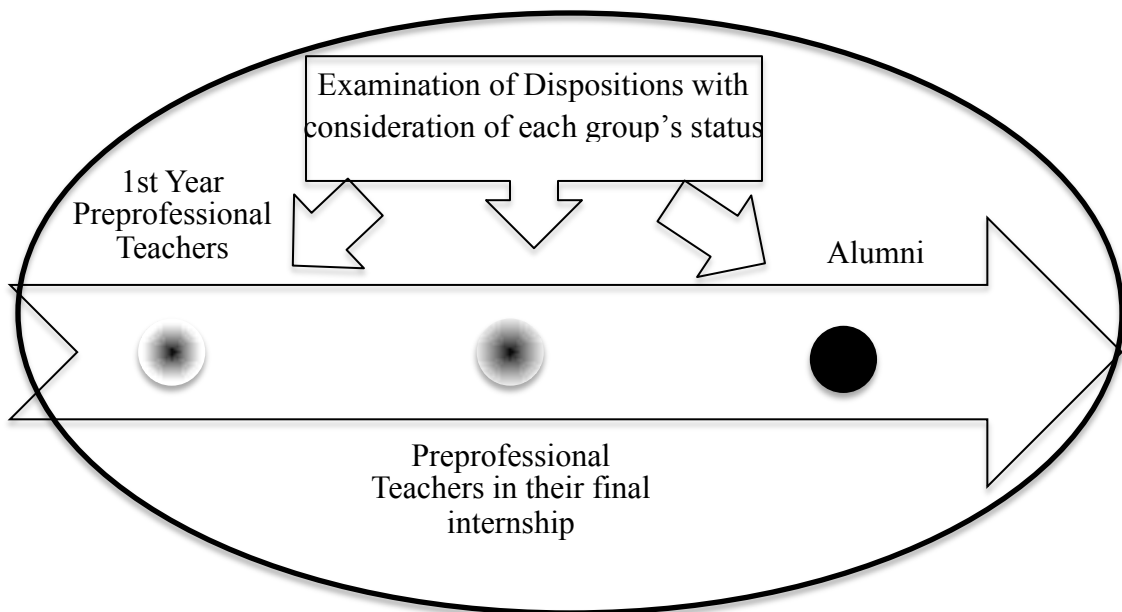 Examination of Dispositions with
consideration of each group’s status
1st Year
Preprofessional
Teachers
Alumni
Preprofessional
Teachers in their final
internship